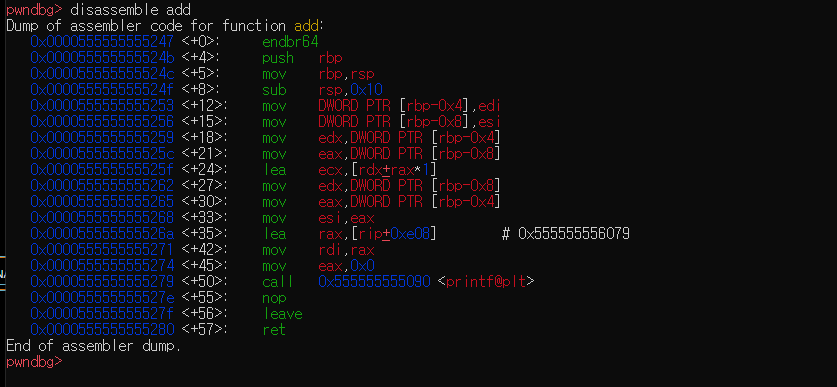 pwndbg> disassemble add
Dump of assembler code for function add:
0x0000555555555247 <+0>: endbr64
0x000055555555524b <+4>: push rbp
0x000055555555524c <+5>: mov rbp,rsp
0x000055555555524f <+8>: sub rsp,0x10
0x0000555555555253 <+12>: mov DWORD PTR [rbp-0x4],edi
0x0000555555555256 <+15>: mov DWORD PTR [rbp-0x8],esi
0x0000555555555259 <+18>: mov edx,DWORD PTR [rbp-0x4]
0x000055555555525c <+21>: mov eax,DWORD PTR [rbp-0x8]
0x000055555555525f <+24>: lea ecx,[rdx+rax*1]
0x0000555555555262 <+27>: mov edx,DWORD PTR [rbp-0x8]
0x0000555555555265 <+30>: mov eax,DWORD PTR [rbp-0x4]
0x0000555555555268 <+33>: mov esi,eax
0x000055555555526a <+35>: lea rax,[rip+0xe08] # 0x555555556079
0x0000555555555271 <+42>: mov rdi,rax
0x0000555555555274 <+45>: mov eax,0x0
0x0000555555555279 <+50>: call 0x555555555090 <printf@plt>
0x000055555555527e <+55>: nop
0x000055555555527f <+56>: leave
0x0000555555555280 <+57>: ret
End of assembler dump.
pwndbg>